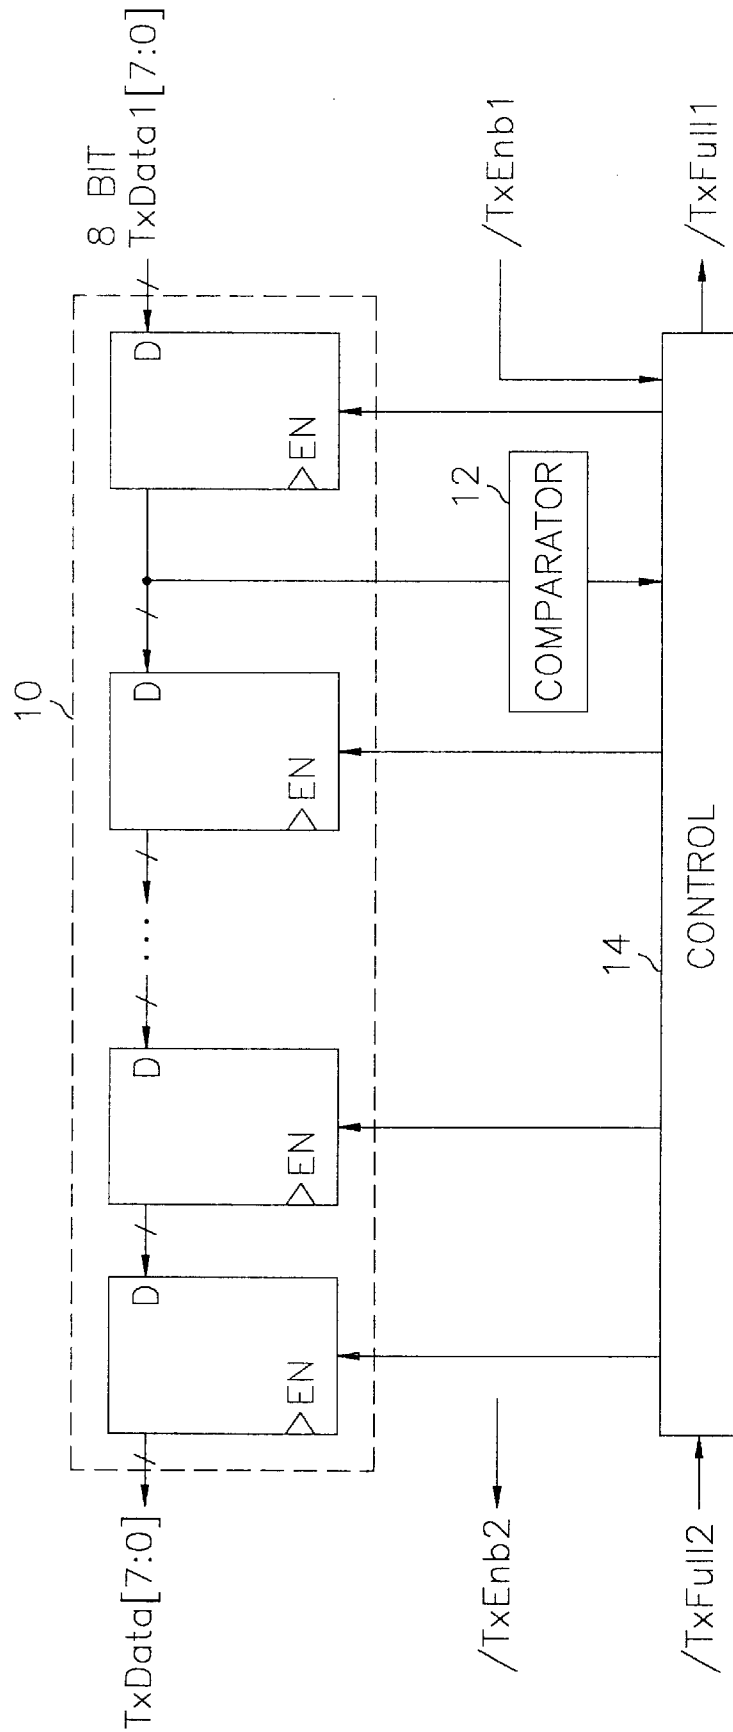 8 BIT
TxData1[7:0]
10
D
EN
D
EN
...
D
EN
D
EN
TxData[7:0]
/TxEnb1
12
COMPARATOR
/TxEnb2
14
CONTROL
/TxFull1
/TxFull2